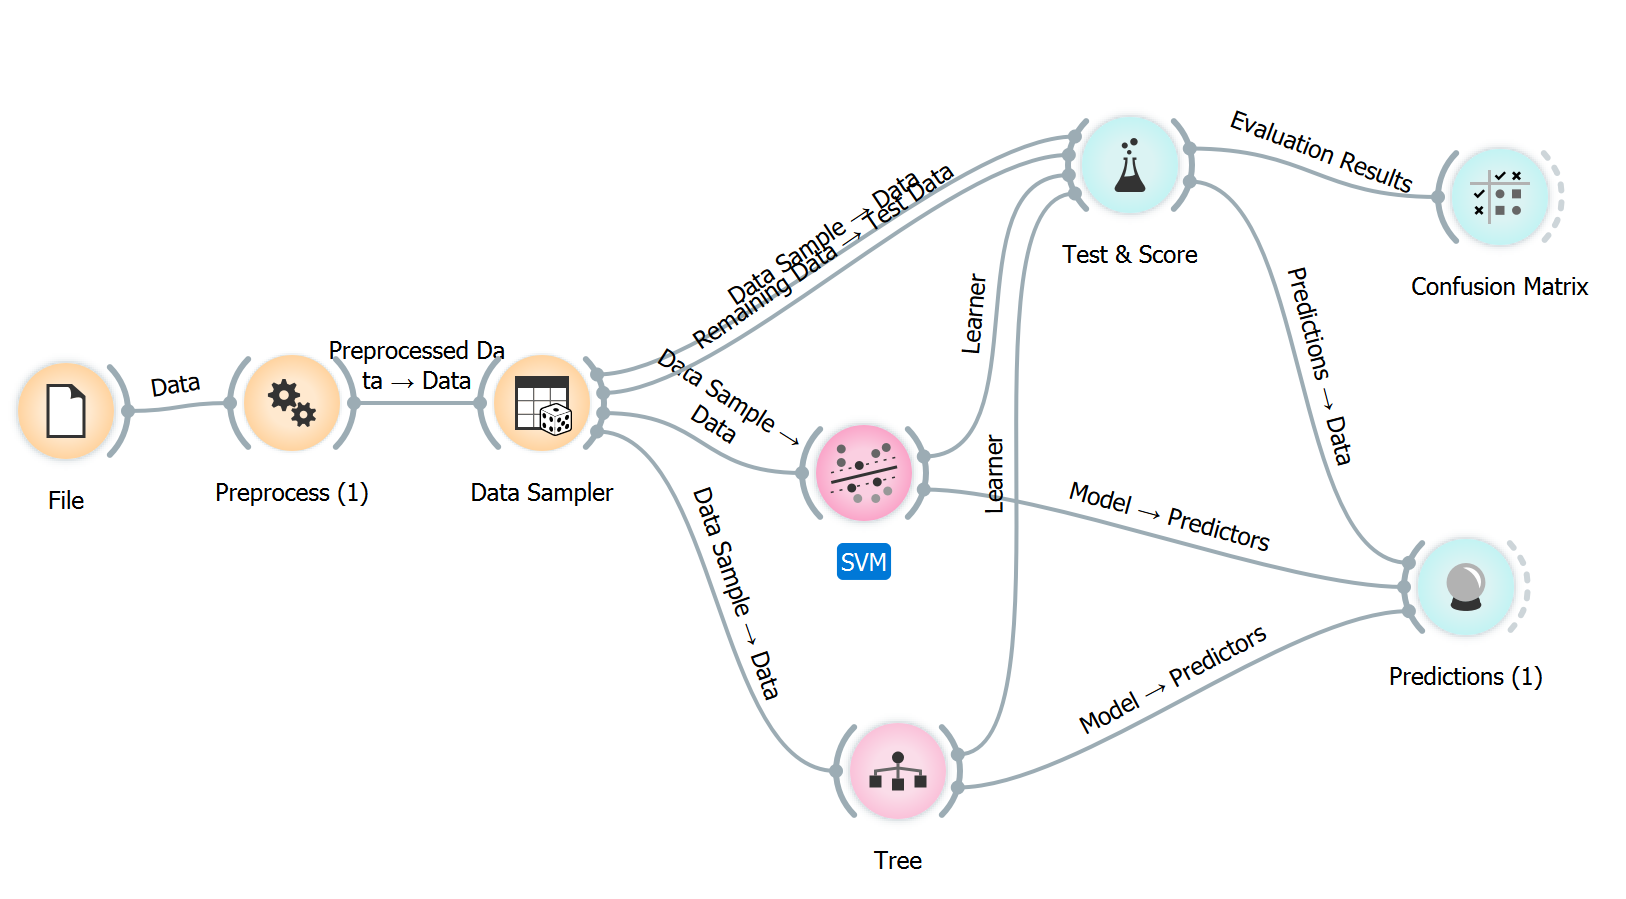 Data
File
Preprocess (1)
Preprocessed Da
ta → Data
Data Sampler
Data Sample → Data
Remaining Data → Test Data
Data Sample →
Data
SVM
Data Sample → Data
Tree
Learner
Learner
Test & Score
Evaluation Results
Confusion Matrix
Predictions → Data
Model → Predictors
Model → Predictors
Predictions (1)